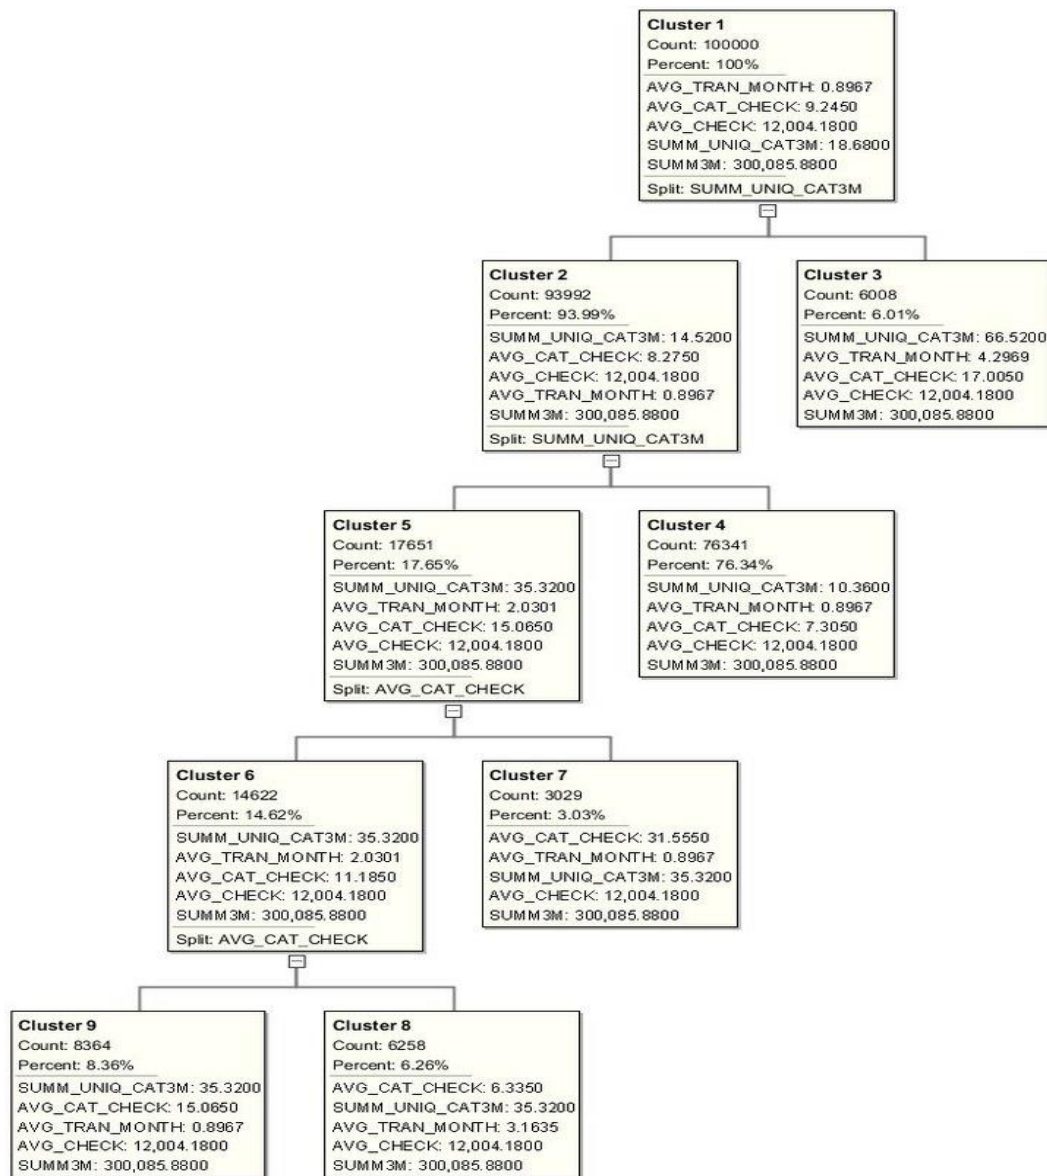 Cluster 1
Count: 100000
Percent: 100%
AVG_TRAN_MONTH: 0.8967
AVG_CAT_CHECK: 9.2450
AVG_CHECK: 12,004.1800
SUMM_UNIQ_CAT3M: 18.6800
SUMM3M: 300,085.8800
Split: SUMM_UNIQ_CAT3M
Cluster 2
Count: 93992
Percent: 93.99%
SUMM_UNIQ_CAT3M: 14.5200
AVG_CAT_CHECK: 8.2750
AVG_CHECK: 12,004.1800
AVG_TRAN_MONTH: 0.8967
SUMM3M: 300,085.8800
Split: SUMM_UNIQ_CAT3M
Cluster 3
Count: 6008
Percent: 6.01%
SUMM_UNIQ_CAT3M: 66.5200
AVG_TRAN_MONTH: 4.2969
AVG_CAT_CHECK: 17.0050
AVG_CHECK: 12,004.1800
SUMM3M: 300,085.8800
Cluster 5
Count: 17651
Percent: 17.65%
SUMM_UNIQ_CAT3M: 35.3200
AVG_TRAN_MONTH: 2.0301
AVG_CAT_CHECK: 15.0650
AVG_CHECK: 12,004.1800
SUMM3M: 300,085.8800
Split: AVG_CAT_CHECK
Cluster 4
Count: 76341
Percent: 76.34%
SUMM_UNIQ_CAT3M: 10.3600
AVG_TRAN_MONTH: 0.8967
AVG_CAT_CHECK: 7.3050
AVG_CHECK: 12,004.1800
SUMM3M: 300,085.8800
Cluster 6
Count: 14622
Percent: 14.62%
SUMM_UNIQ_CAT3M: 35.3200
AVG_TRAN_MONTH: 2.0301
AVG_CAT_CHECK: 11.1850
AVG_CHECK: 12,004.1800
SUMM3M: 300,085.8800
Split: AVG_CAT_CHECK
Cluster 7
Count: 3029
Percent: 3.03%
AVG_CAT_CHECK: 31.5550
AVG_TRAN_MONTH: 0.8967
SUMM_UNIQ_CAT3M: 35.3200
AVG_CHECK: 12,004.1800
SUMM3M: 300,085.8800
Cluster 9
Count: 8364
Percent: 8.36%
SUMM_UNIQ_CAT3M: 35.3200
AVG_CAT_CHECK: 15.0650
AVG_TRAN_MONTH: 0.8967
AVG_CHECK: 12,004.1800
SUMM3M: 300,085.8800
Cluster 8
Count: 6258
Percent: 6.26%
AVG_CAT_CHECK: 6.3350
SUMM_UNIQ_CAT3M: 35.3200
AVG_TRAN_MONTH: 3.1635
AVG_CHECK: 12,004.1800
SUMM3M: 300,085.8800